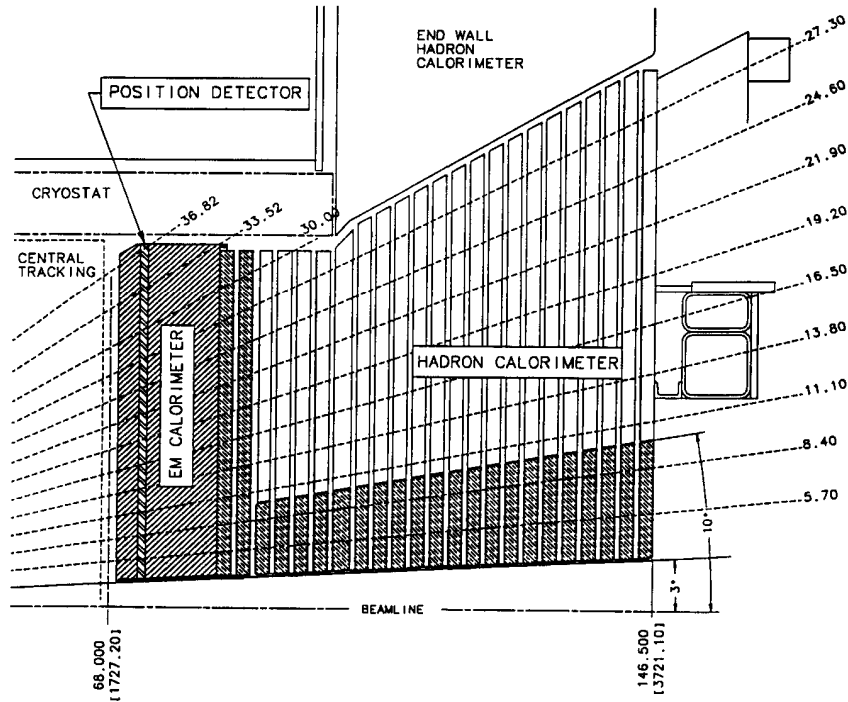 END WALL
HADRON
CALORIMETER
27.30
POSITION DETECTOR
24.60
21.90
CRYOSTAT
36.82
33.52
30.00
19.20
CENTRAL
TRACKING
16.50
EM CALORIMETER
HADRON CALORIMETER
13.80
11.10
8.40
5.70
10°
3°
BEAMLINE
68.000
[1727.20]
146.500
[3721.10]